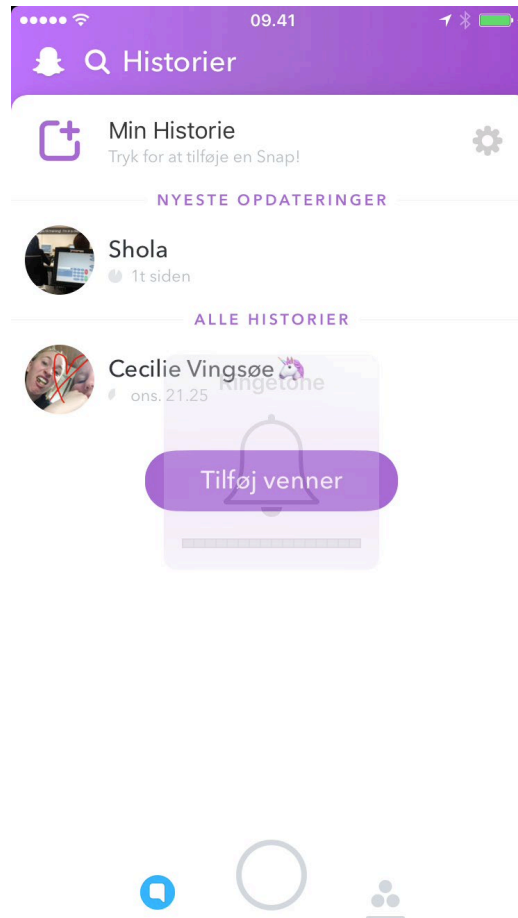 09.41
Historier
Min Historie
Tryk for at tilføje en Snap!
NYESTE OPDATERINGER
Shola
1t siden
ALLE HISTORIER
Cecilie Vingsøe🦄
Ringetone
ons. 21.25
Tilføj venner